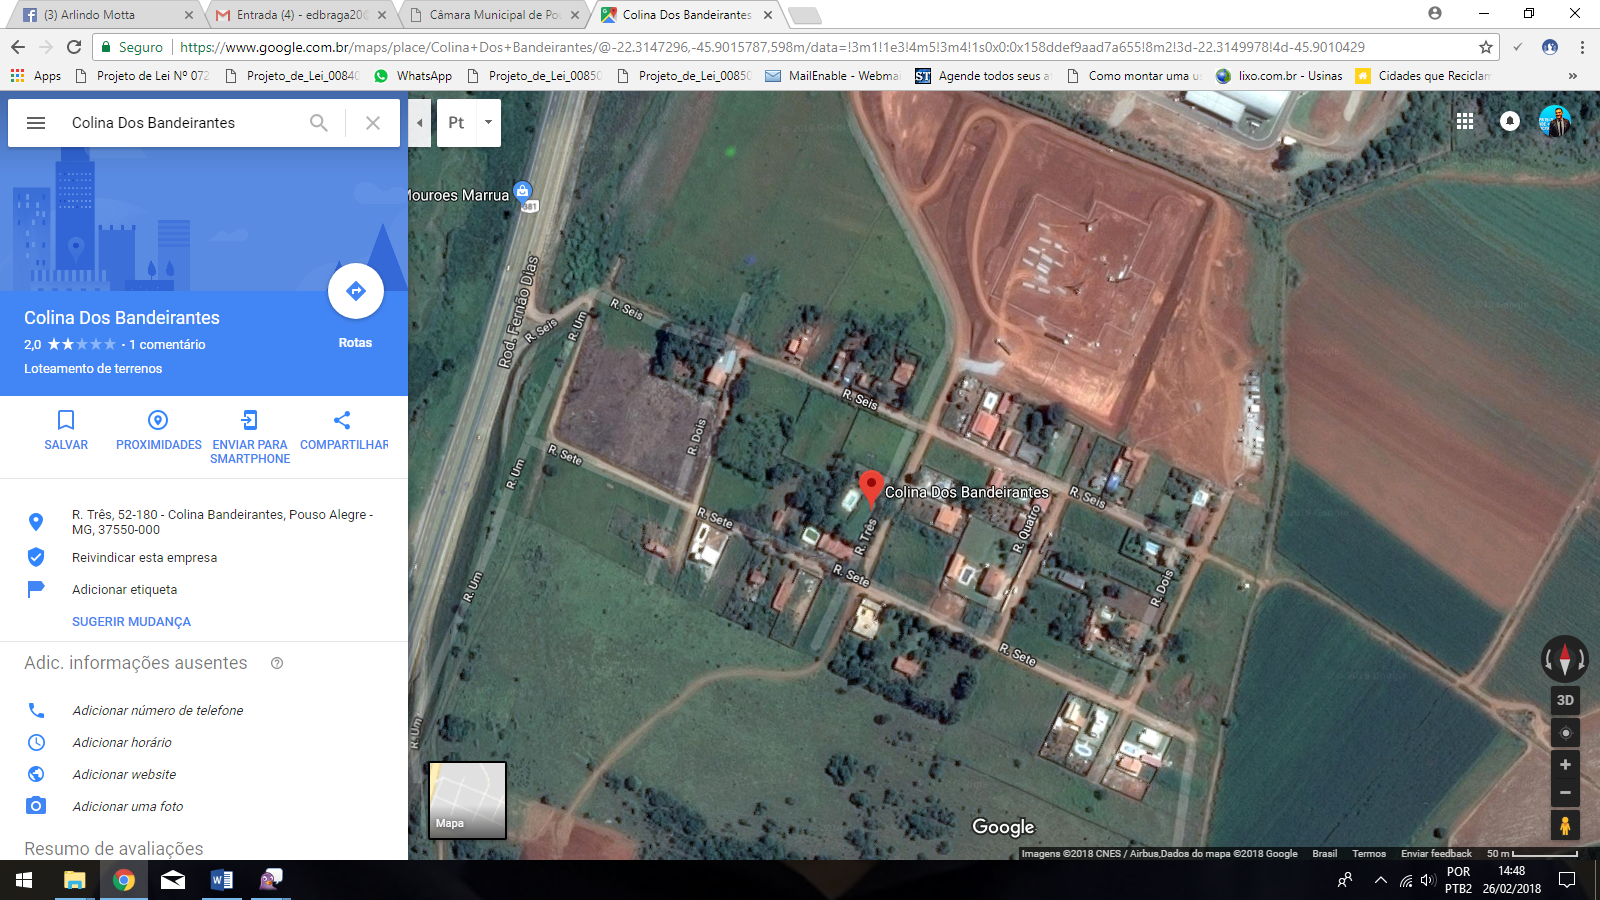 (3) Arlindo Motta
Entrada (4) - edbraga20@
Câmara Municipal de Pou
Colina Dos Bandeirantes
Seguro
https://www.google.com.br/maps/place/Colina+Dos+Bandeirantes/@-22.3147296,-45.9015787,598m/data=!3m1!1e3!4m5!3m4!1s0x0:0x158ddef9aad7a655!8m2!3d-22.3149978!4d-45.9010429
Apps
Projeto de Lei Nº 072
Projeto_de_Lei_00840
WhatsApp
Projeto_de_Lei_00850
Projeto_de_Lei_00850
MailEnable - Webmai
ST
Agende todos seus a
Como montar uma u
lixo.com.br - Usinas
Cidades que Reciclam
»
Colina Dos Bandeirantes
Pt
Colina Dos Bandeirantes
2,0
· 1 comentário
Loteamento de terrenos
Rotas
SALVAR
PROXIMIDADES
ENVIAR PARA
SMARTPHONE
COMPARTILHAR
R. Três, 52-180 - Colina Bandeirantes, Pouso Alegre -
MG, 37550-000
Reivindicar esta empresa
Adicionar etiqueta
SUGERIR MUDANÇA
Adic. informações ausentes
Adicionar número de telefone
Adicionar horário
Adicionar website
Adicionar uma foto
Resumo de avaliações
Mouroes Marrua
381
Rod. Fernão Dias
R. Seis
R. Um
R. Seis
R. Seis
R. Dois
R. Sete
R. Um
R. Sete
Colina Dos Bandeirantes
R. Seis
R. Três
R. Quatro
R. Sete
R. Um
R. Dois
R. Sete
R. Um
3D
Mapa
Google
Imagens ©2018 CNES / Airbus,Dados do mapa ©2018 Google
Brasil
Termos
Enviar feedback
50 m
POR
PTB2
14:48
26/02/2018